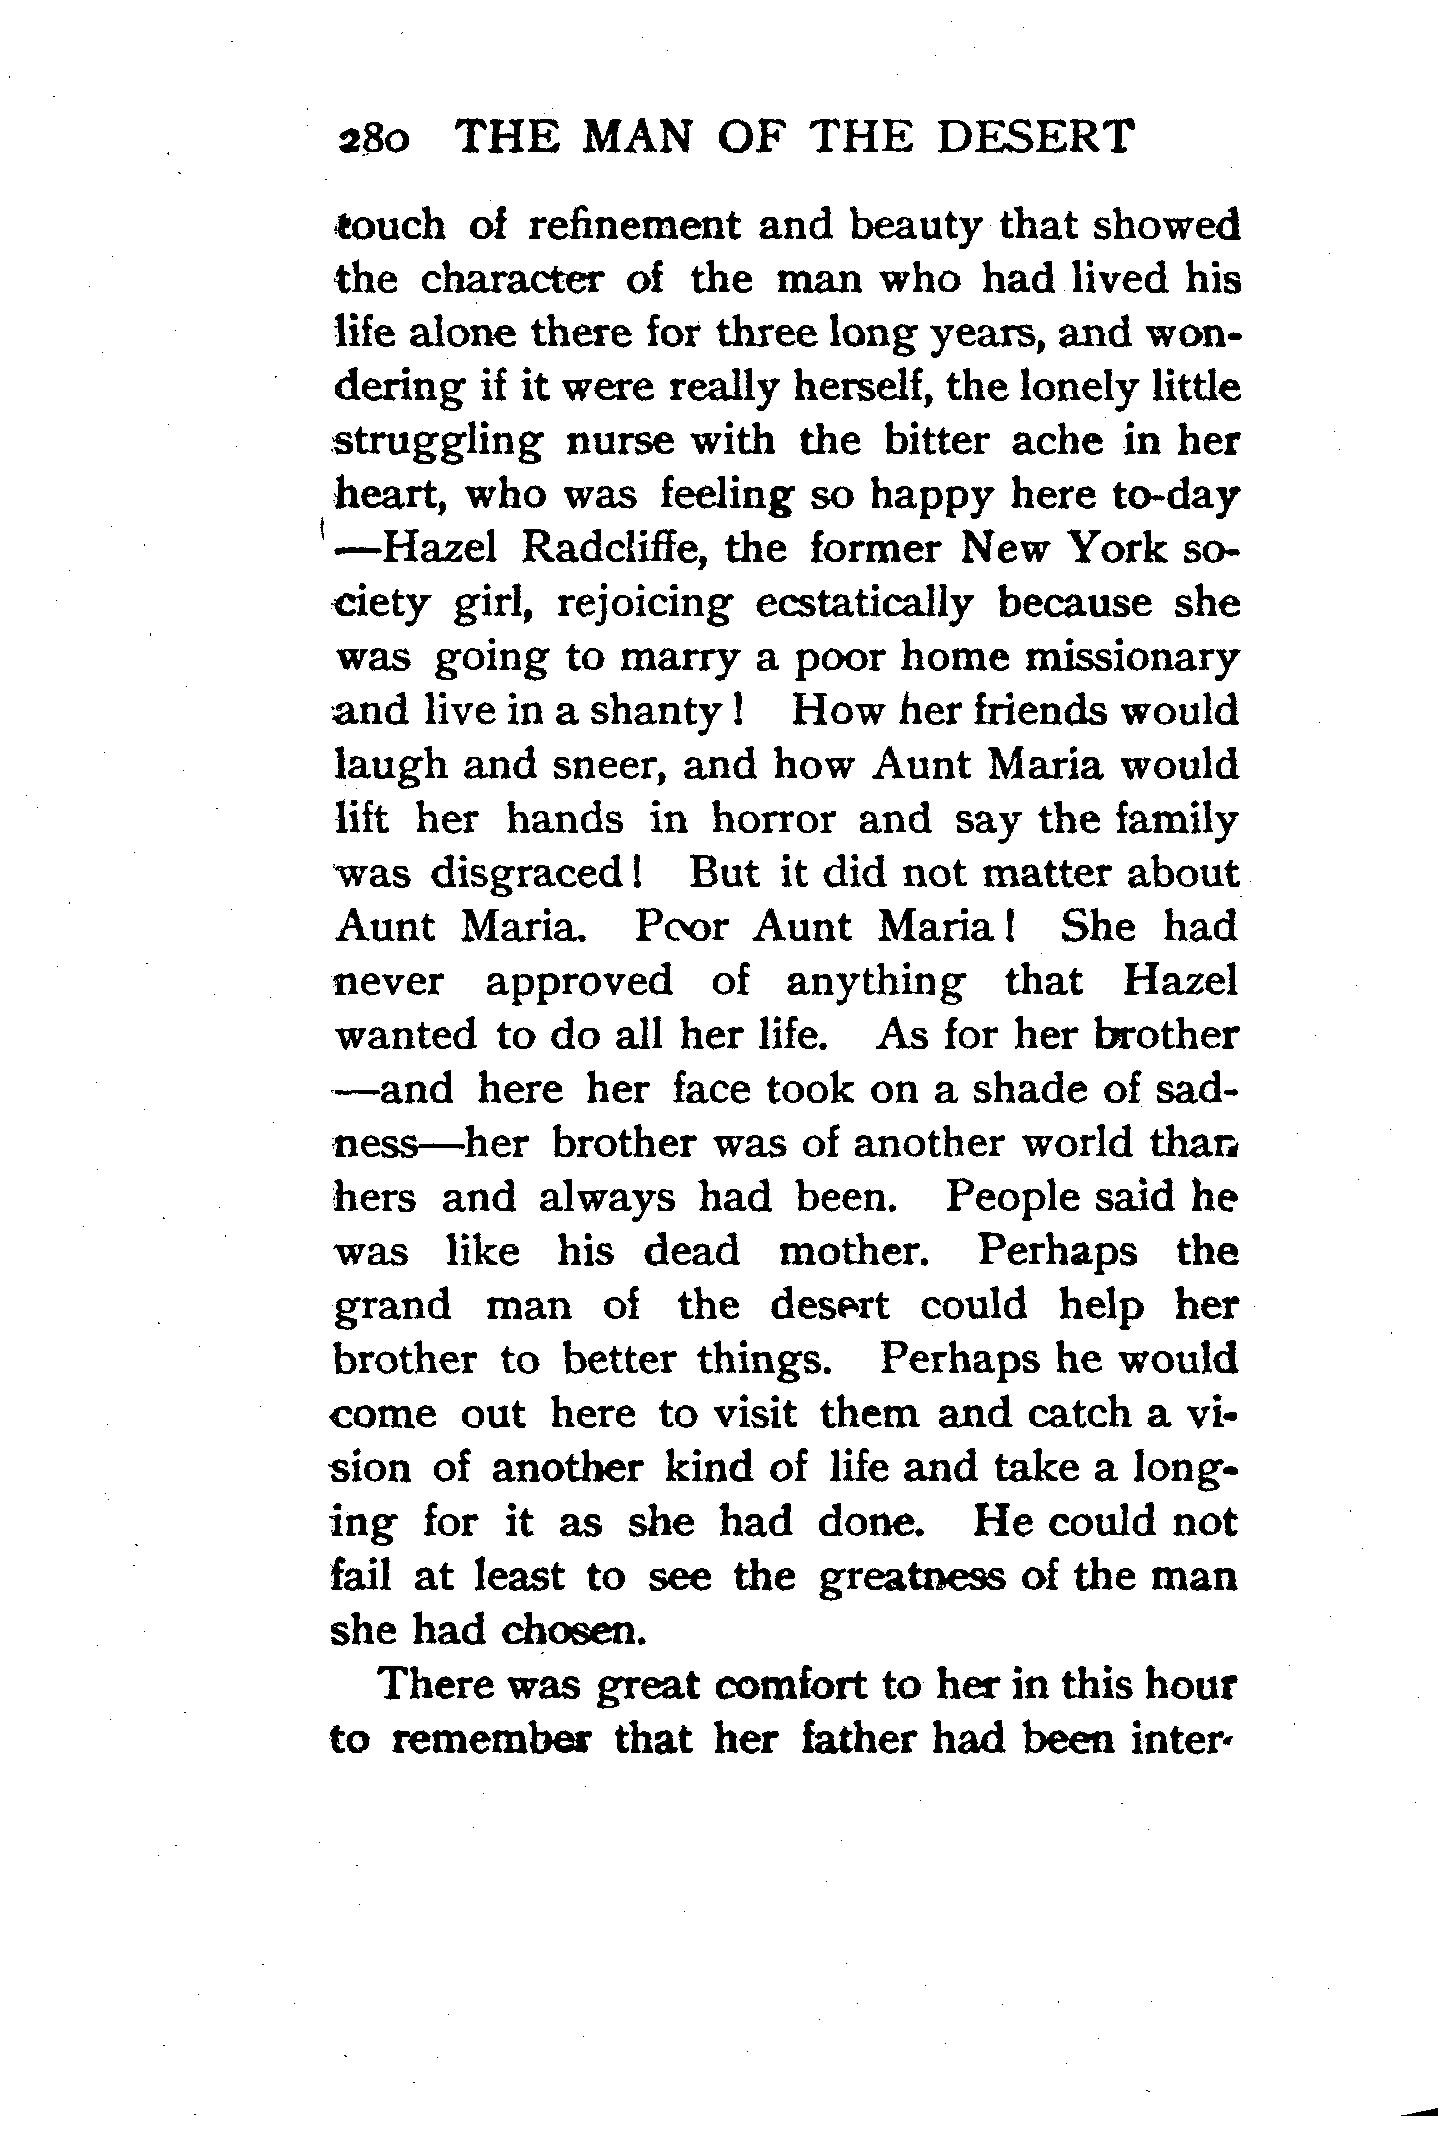 280 THE MAN OF THE DESERT
touch of refinement and beauty that showed
the character of the man who had lived his
life alone there for three long years, and won-
dering if it were really herself, the lonely little
struggling nurse with the bitter ache in her
heart, who was feeling so happy here to-day
—Hazel Radcliffe, the former New York so-
ciety girl, rejoicing ecstatically because she
was going to marry a poor home missionary
and live in a shanty! How her friends would
laugh and sneer, and how Aunt Maria would
lift her hands in horror and say the family
was disgraced! But it did not matter about
Aunt Maria. Poor Aunt Maria! She had
never approved of anything that Hazel
wanted to do all her life. As for her brother
—and here her face took on a shade of sad-
ness—her brother was of another world than
hers and always had been. People said he
was like his dead mother. Perhaps the
grand man of the desert could help her
brother to better things. Perhaps he would
come out here to visit them and catch a vi-
sion of another kind of life and take a long-
ing for it as she had done. He could not
fail at least to see the greatness of the man
she had chosen.
There was great comfort to her in this hour
to remember that her father had been inter-